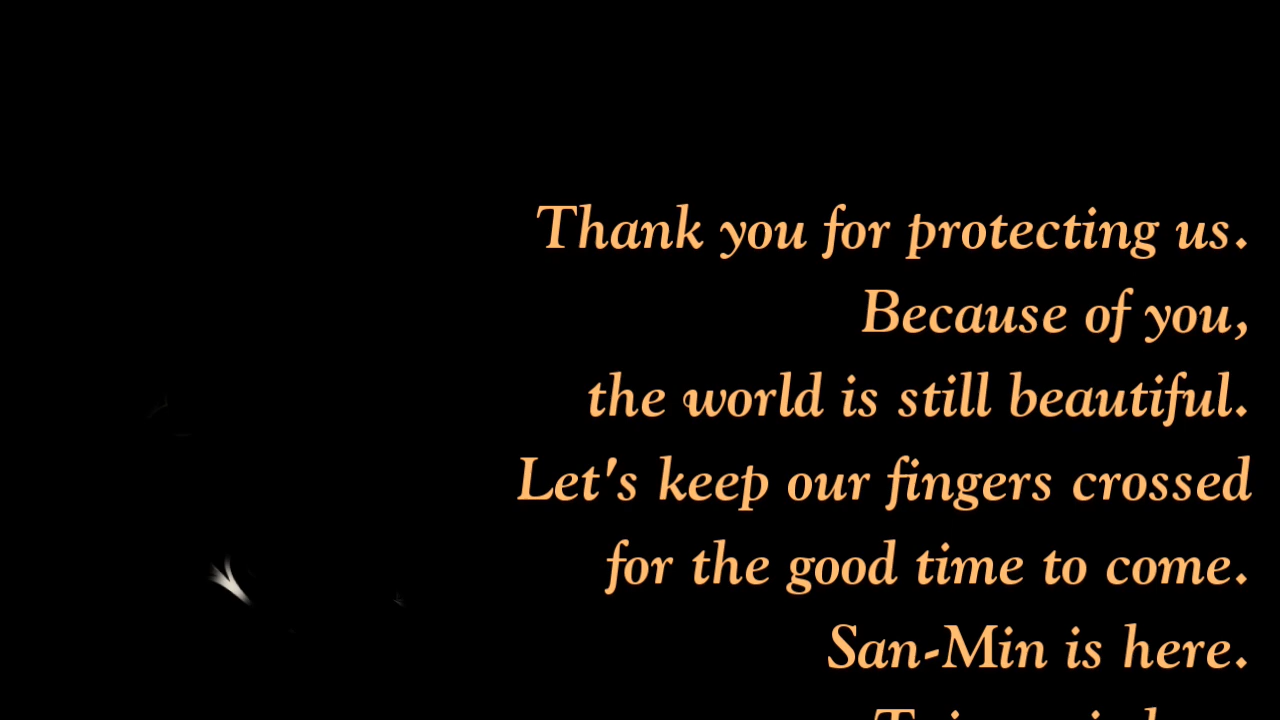 Thank you for protecting us.
Because of you,
the world is still beautiful.
Let's keep our fingers crossed
for the good time to come.
San-Min is here.